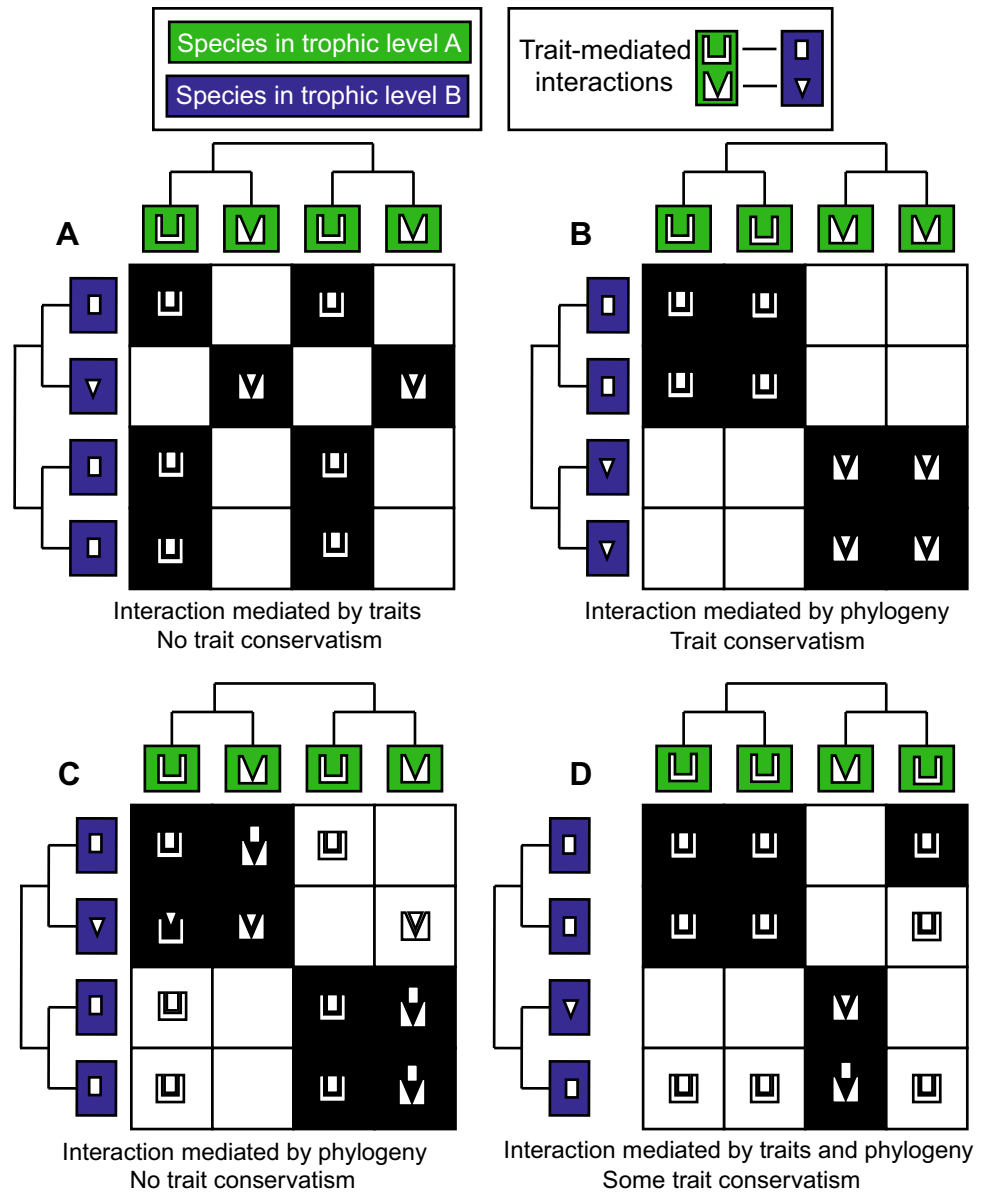 Species in trophic level A
Species in trophic level B
Trait-mediated
interactions
A
B
Interaction mediated by traits
No trait conservatism
Interaction mediated by phylogeny
Trait conservatism
C
D
Interaction mediated by phylogeny
No trait conservatism
Interaction mediated by traits and phylogeny
Some trait conservatism